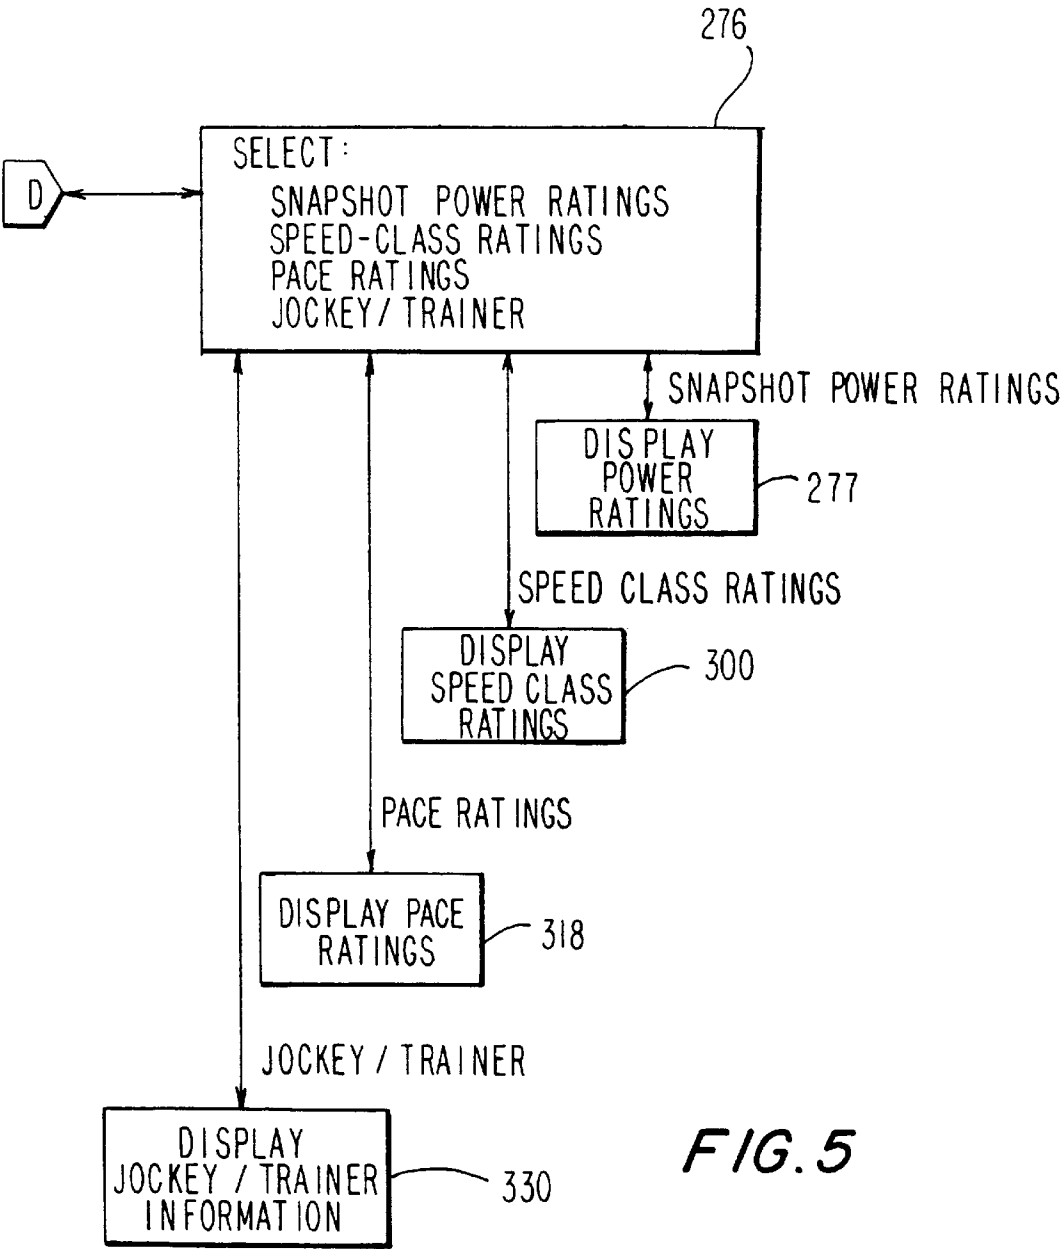 276
SELECT:
D
SNAPSHOT POWER RATINGS
SPEED-CLASS RATINGS
PACE RATINGS
JOCKEY/TRAINER
SNAPSHOT POWER RATINGS
DISPLAY
POWER
RATINGS
277
SPEED CLASS RATINGS
DISPLAY
SPEED CLASS
RATINGS
300
PACE RATINGS
DISPLAY PACE
RATINGS
318
JOCKEY / TRAINER
DISPLAY
JOCKEY / TRAINER
INFORMATION
330
FIG. 5